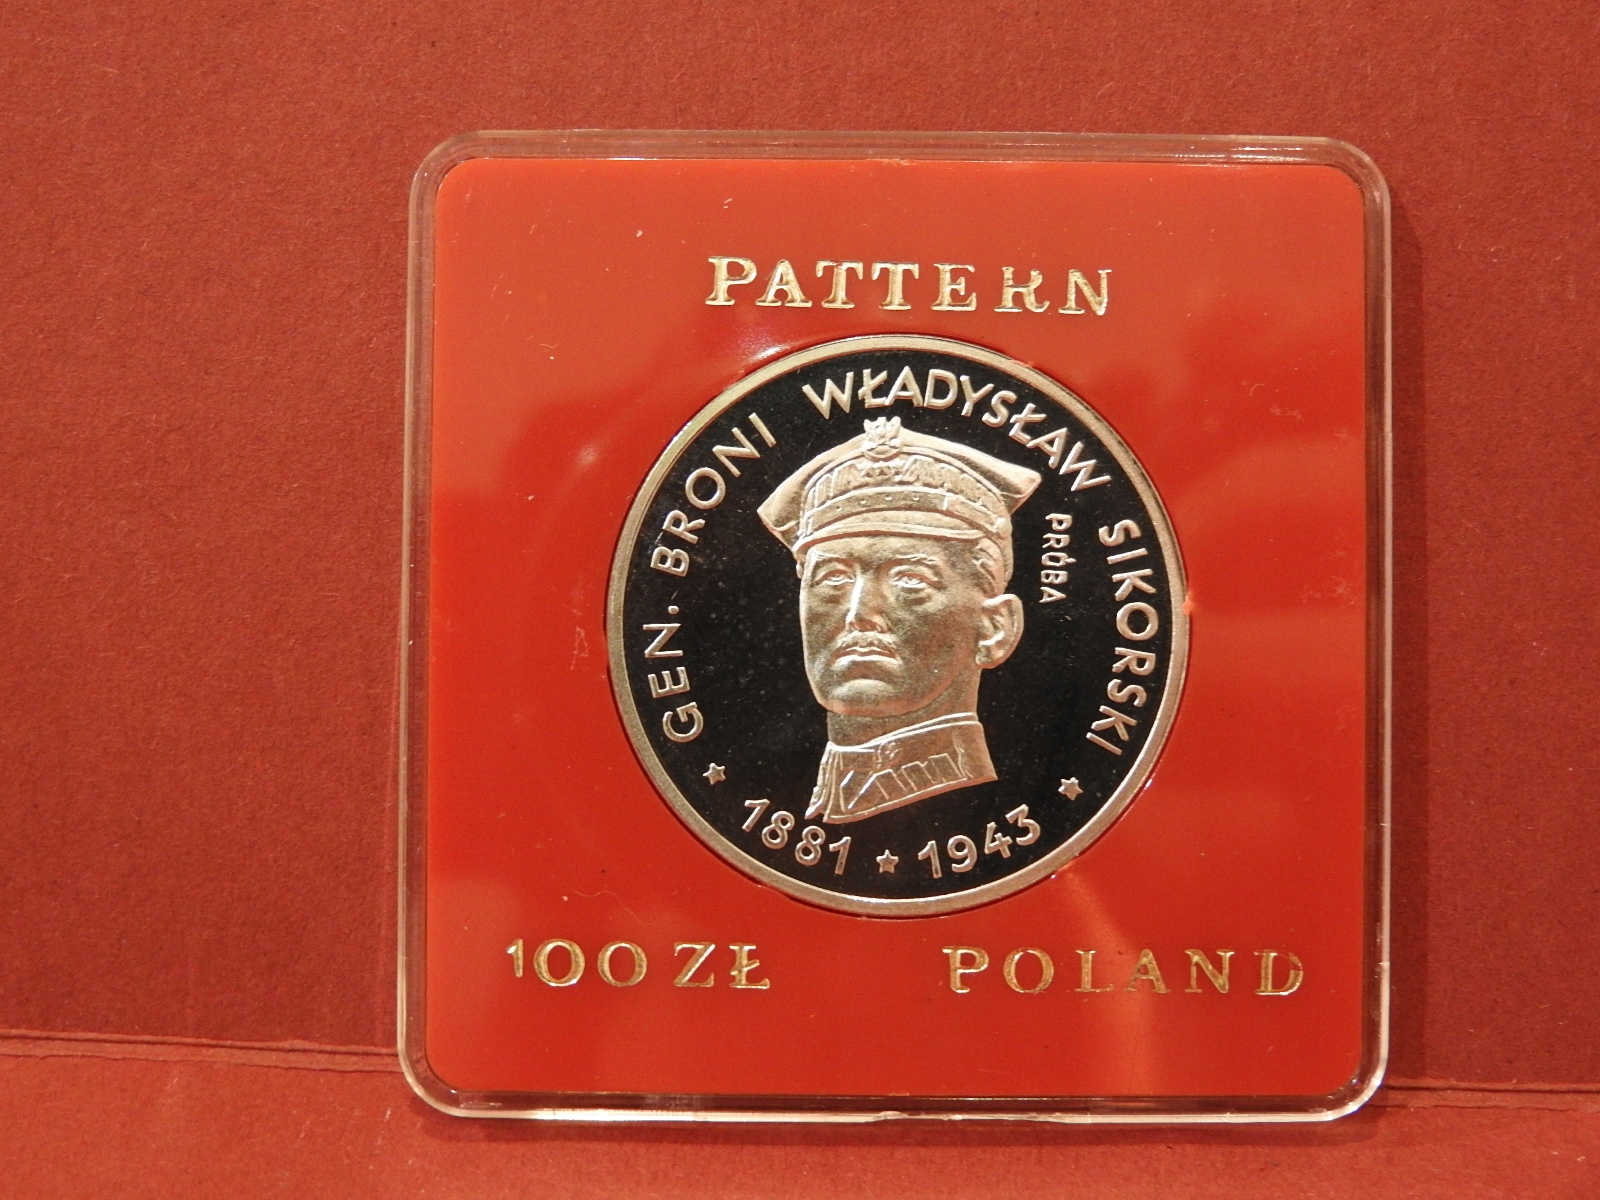 PATTERN
GEN. BRONI WŁADYSŁAW SIKORSKI
PRÓBA
1881 ★ 1943
100 ZŁ POLAND